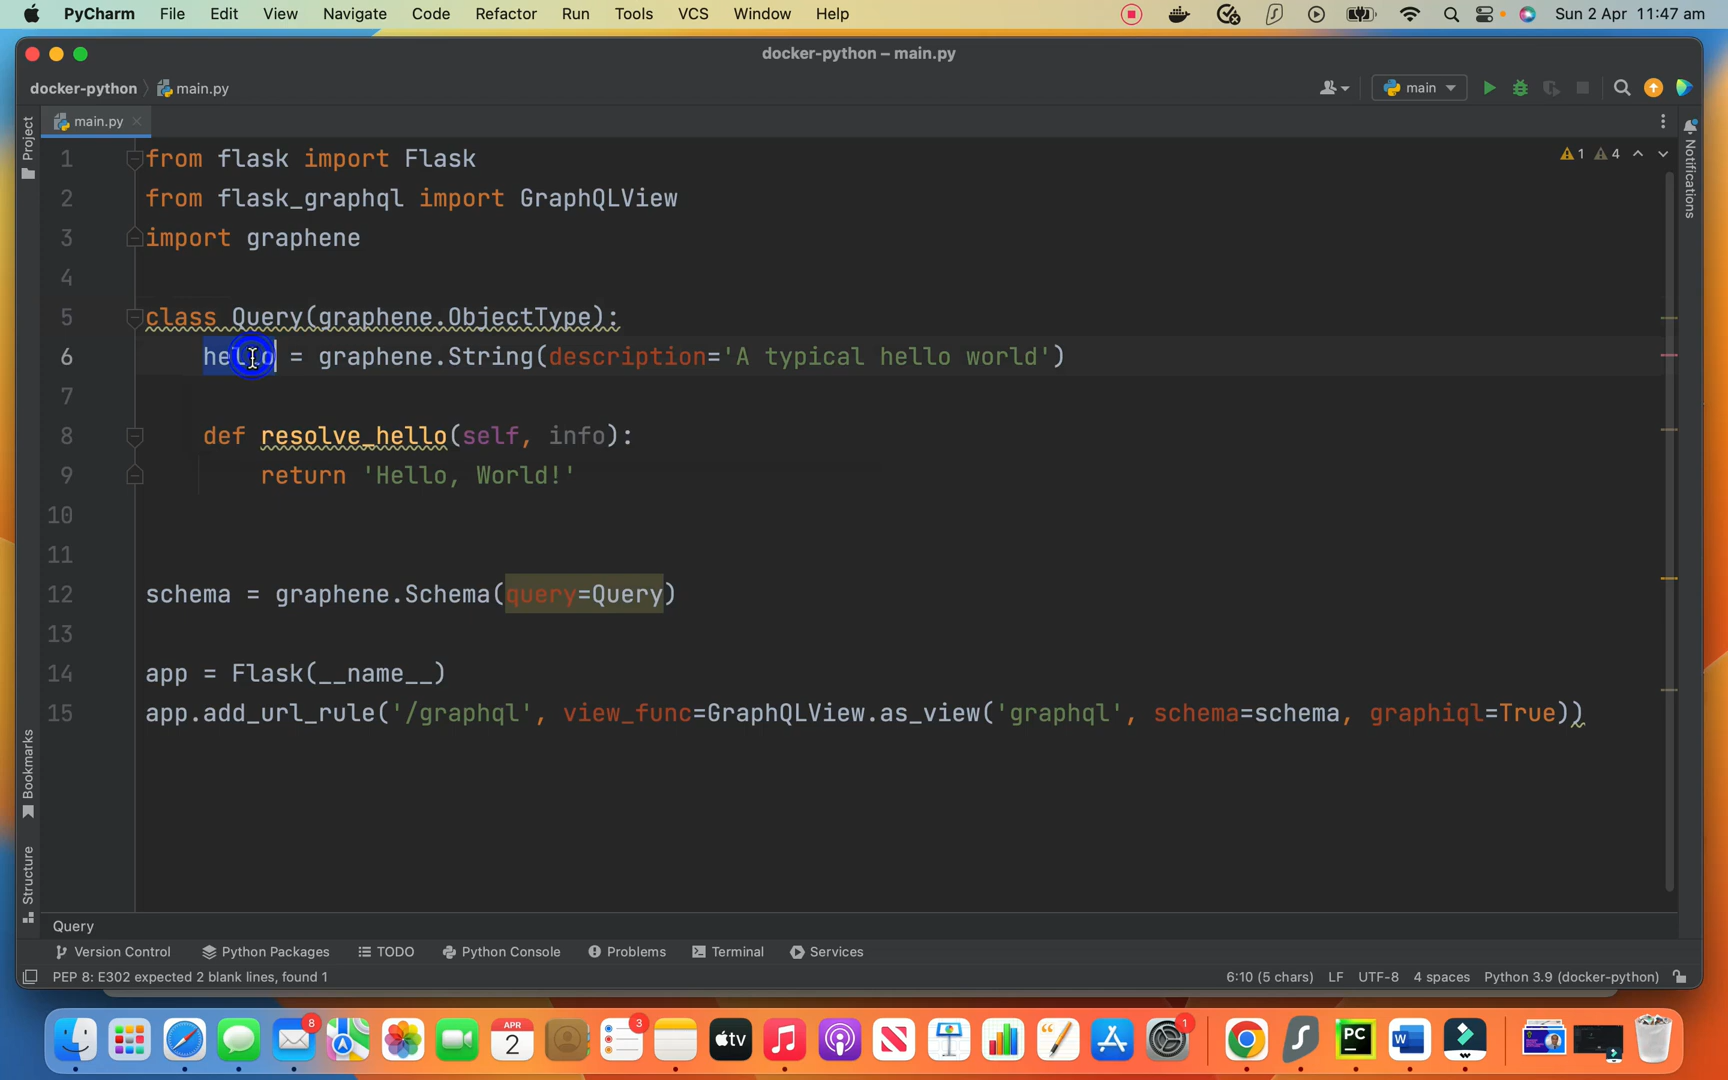 PyCharm File Edit View Navigate Code Refactor Run Tools VCS Window Help Sun 2 Apr 11:47 am
docker-python – main.py
docker-python main.py main
main.py
Project
Notifications
Bookmarks
Structure
1 4
1 from flask import Flask
2 from flask_graphql import GraphQLView
3 import graphene
4
5 class Query(graphene.ObjectType):
6 hello = graphene.String(description='A typical hello world')
7
8 def resolve_hello(self, info):
9 return 'Hello, World!'
10
11
12 schema = graphene.Schema(query=Query)
13
14 app = Flask(__name__)
15 app.add_url_rule('/graphql', view_func=GraphQLView.as_view('graphql', schema=schema, graphiql=True))
Query
Version Control Python Packages TODO Python Console Problems Terminal Services
PEP 8: E302 expected 2 blank lines, found 1 6:10 (5 chars) LF UTF-8 4 spaces Python 3.9 (docker-python)
8 APR 2 3 tv 1 PC W